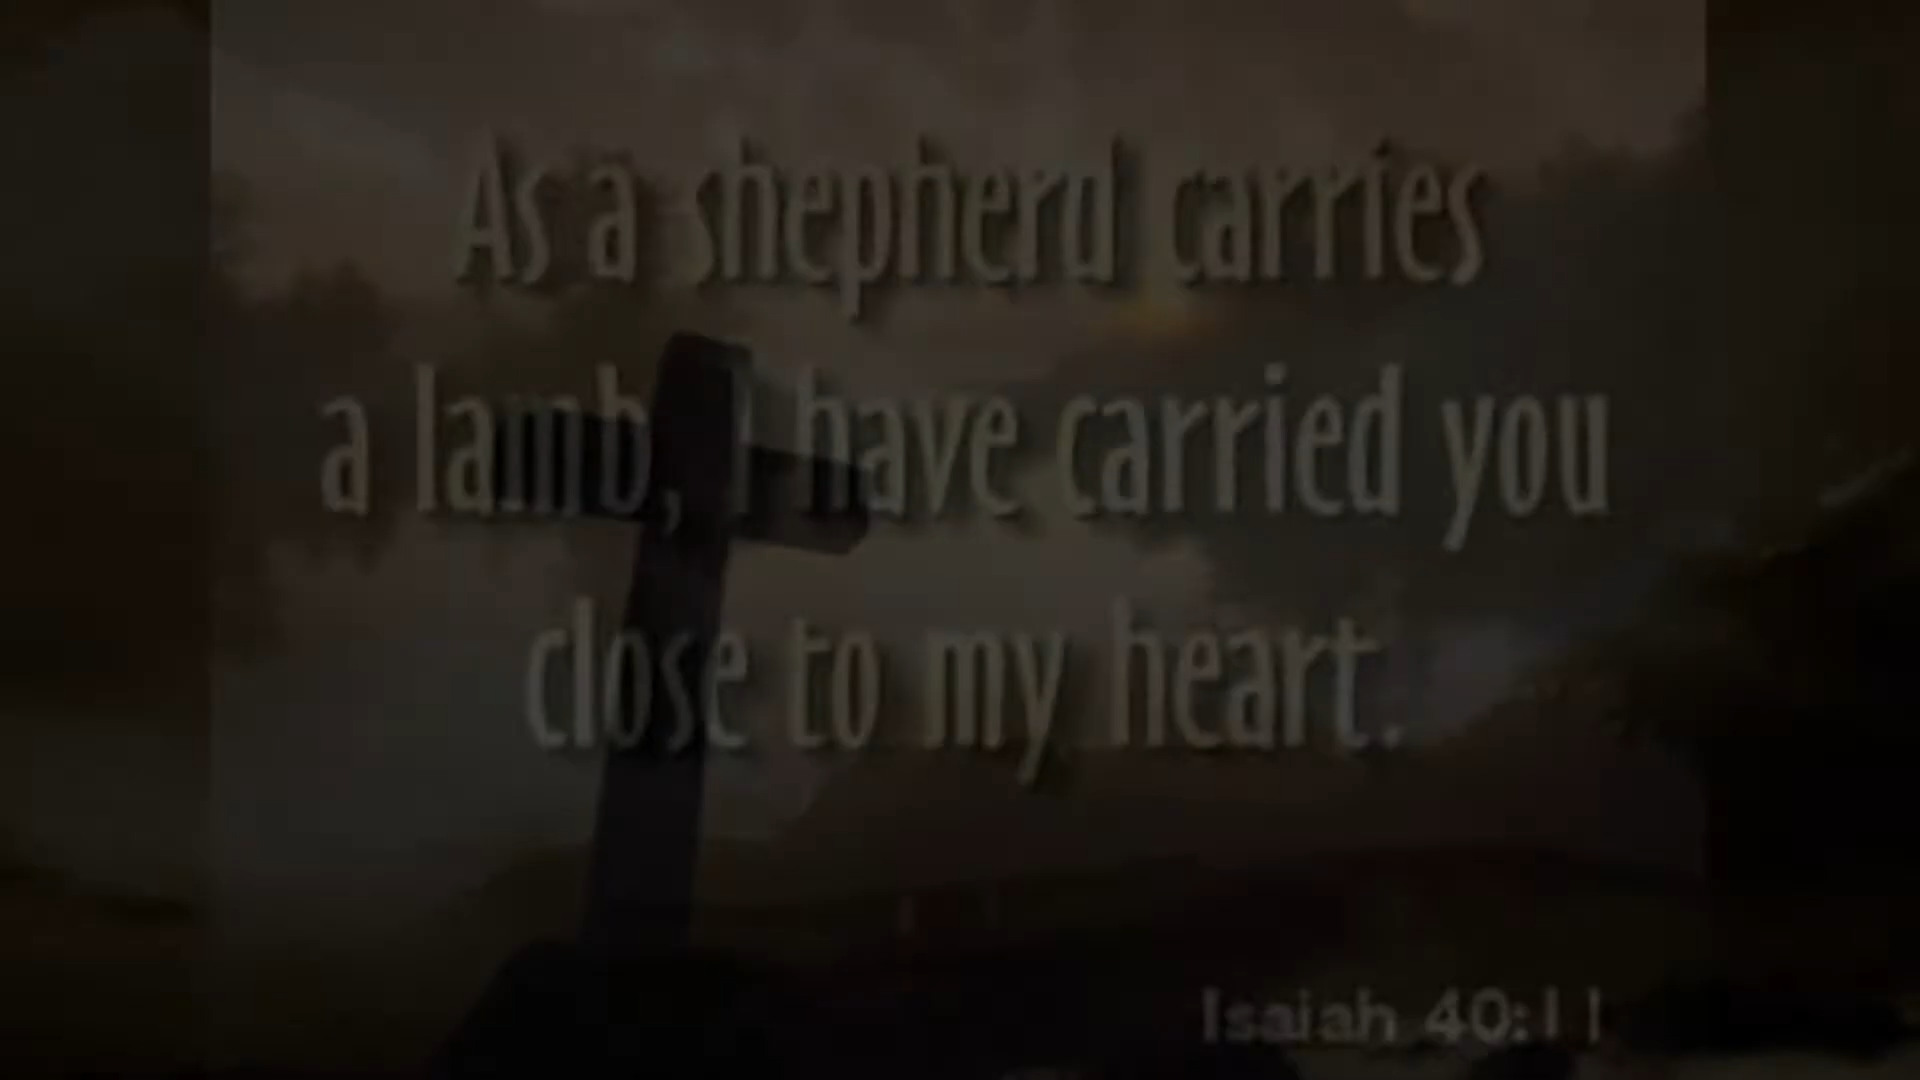 As a shepherd carries
a lamb, I have carried you
close to my heart.
Isaiah 40:11